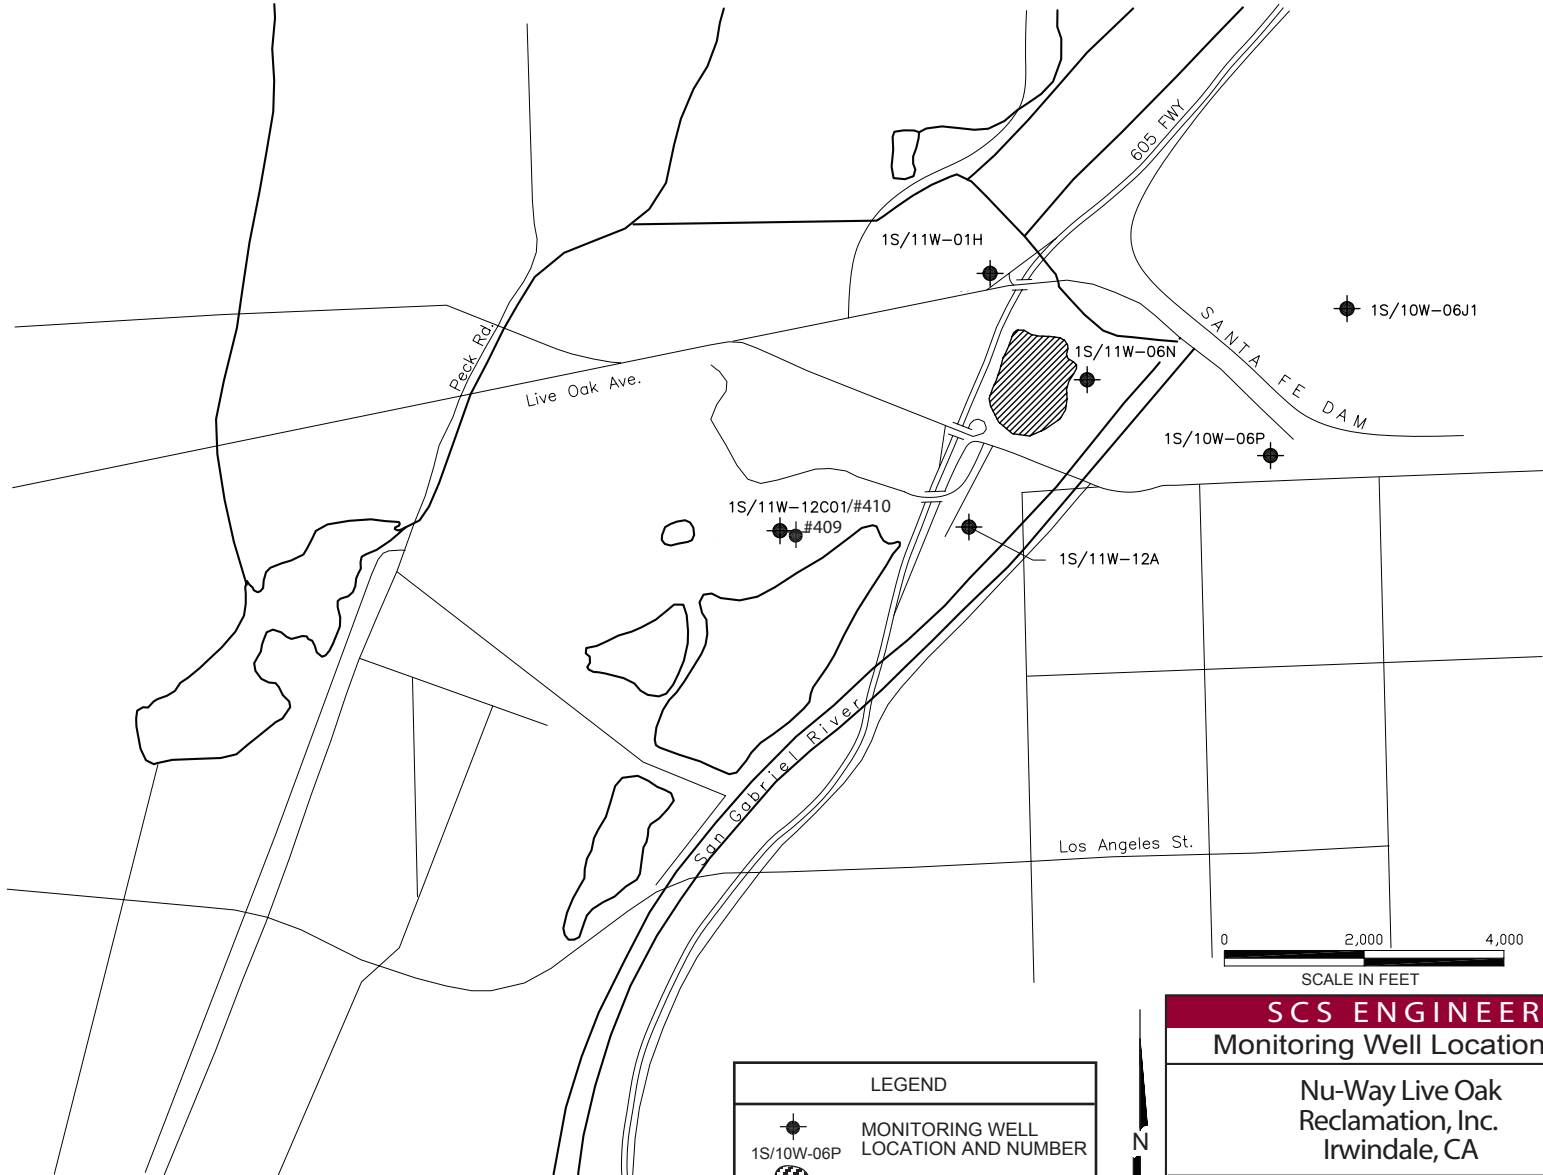 605 FWY
1S/11W-01H
1S/10W-06J1
SANTA FE DAM
Peck Rd.
1S/11W-06N
Live Oak Ave.
1S/10W-06P
1S/11W-12C01/#410
#409
1S/11W-12A
San Gabriel River
Los Angeles St.
0 2,000 4,000
SCALE IN FEET
SCS ENGINEER
Monitoring Well Location
Nu-Way Live Oak
Reclamation, Inc.
Irwindale, CA
N
LEGEND
MONITORING WELL
LOCATION AND NUMBER
1S/10W-06P